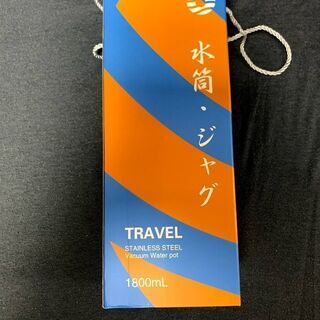 水筒・ジャグ
TRAVEL
STAINLESS STEEL
Vacuum Water pot
1800mL